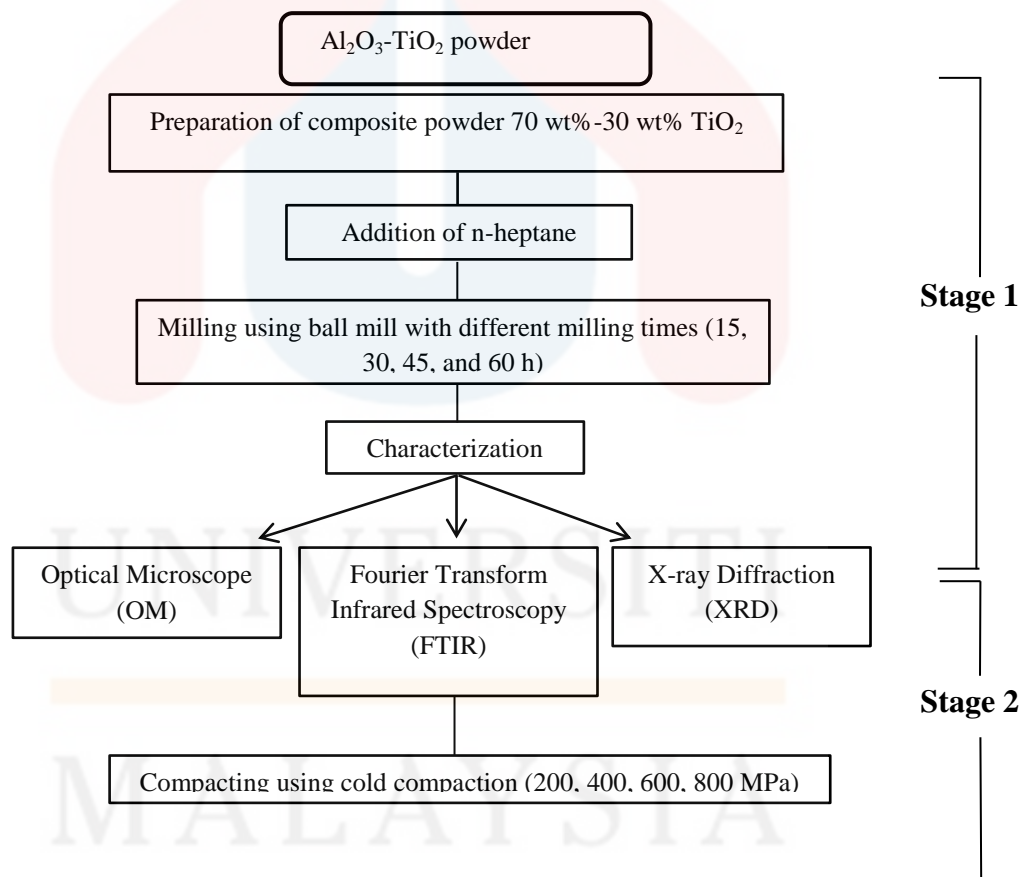 Al₂O₃-TiO₂ powder
Preparation of composite powder 70 wt%-30 wt% TiO₂
Addition of n-heptane
Milling using ball mill with different milling times (15,
30, 45, and 60 h)
Stage 1
Characterization
Optical Microscope
(OM)
Fourier Transform
Infrared Spectroscopy
(FTIR)
X-ray Diffraction
(XRD)
Stage 2
Compacting using cold compaction (200, 400, 600, 800 MPa)
UNIVERSITI
MALAYSIA